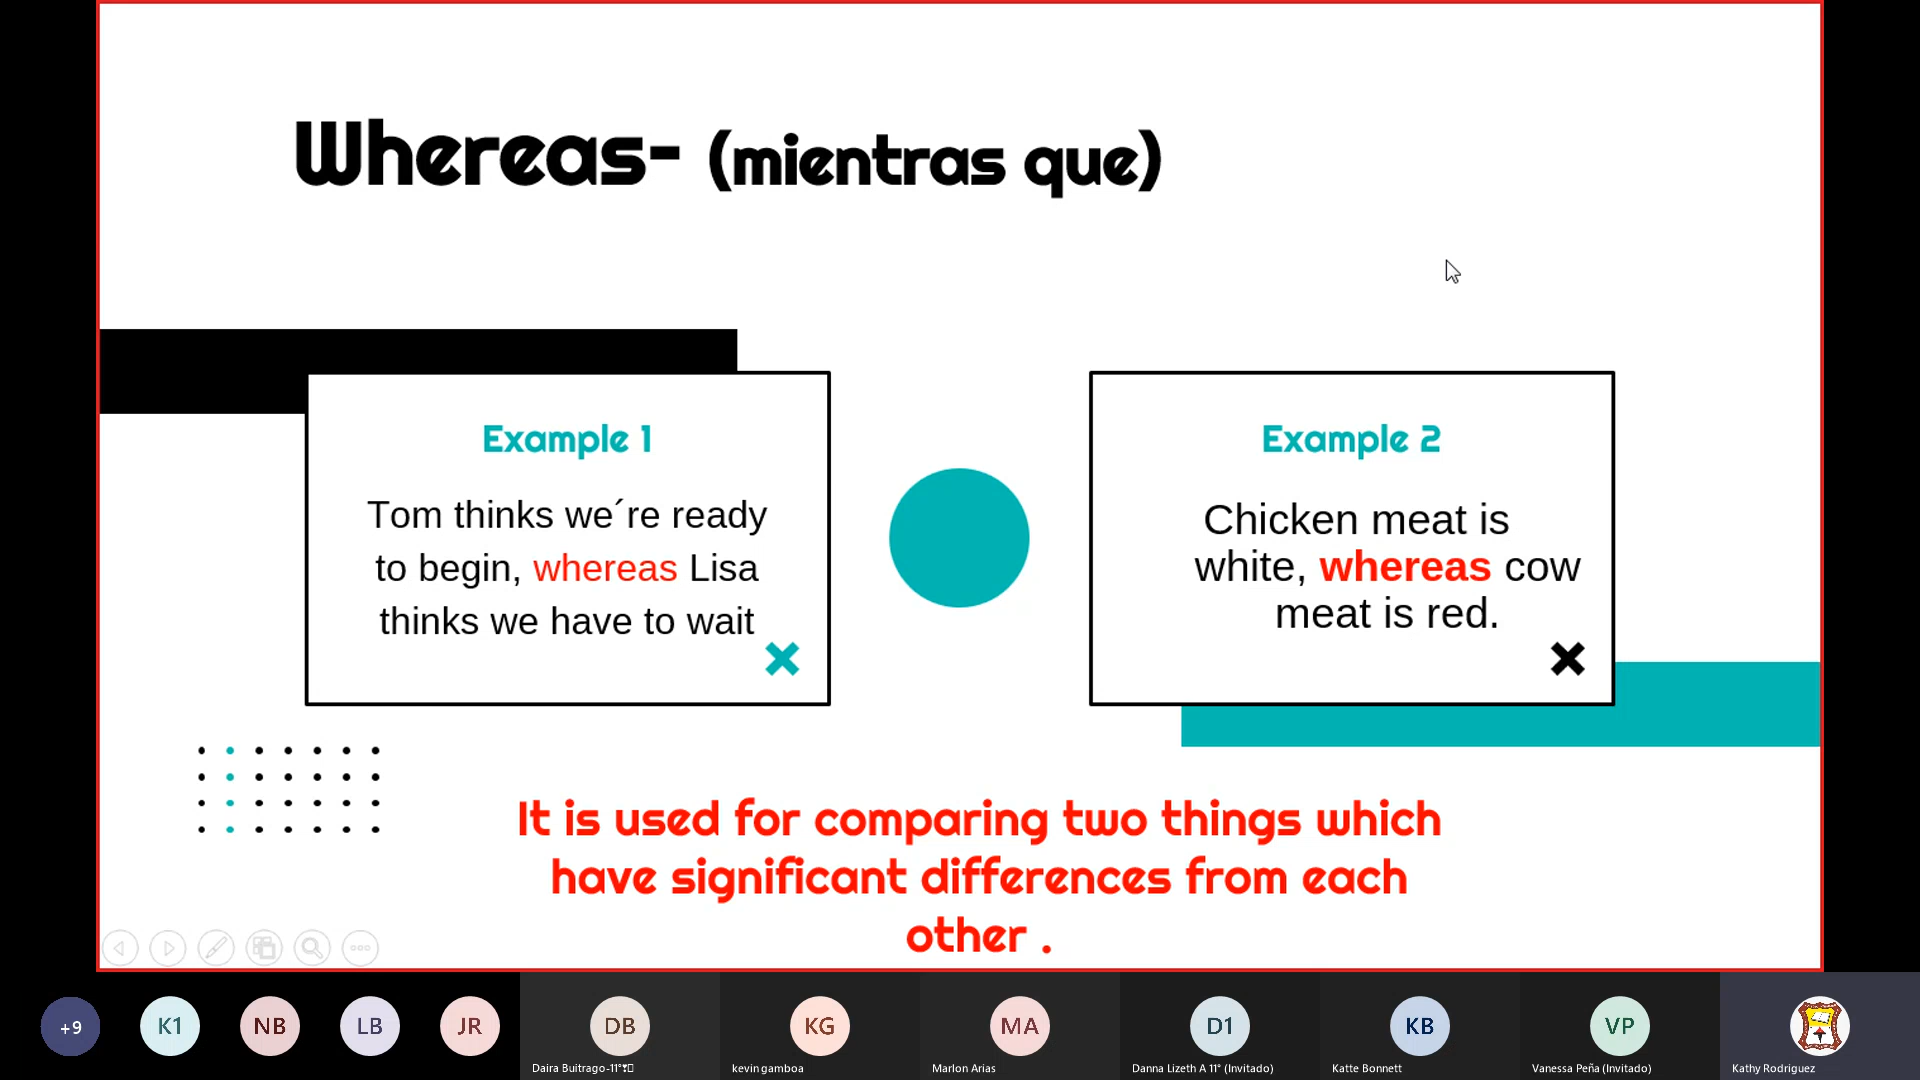 Whereas- (mientras que)
Example 1
Tom thinks we´re ready
to begin, whereas Lisa
thinks we have to wait
Example 2
Chicken meat is
white, whereas cow
meat is red.
It is used for comparing two things which
have significant differences from each
other .
+9
K1
NB
LB
JR
DB
KG
MA
D1
KB
VP
Daira Buitrago-11°
kevin gamboa
Marlon Arias
Danna Lizeth A 11° (Invitado)
Katte Bonnett
Vanessa Peña (Invitado)
Kathy Rodriguez